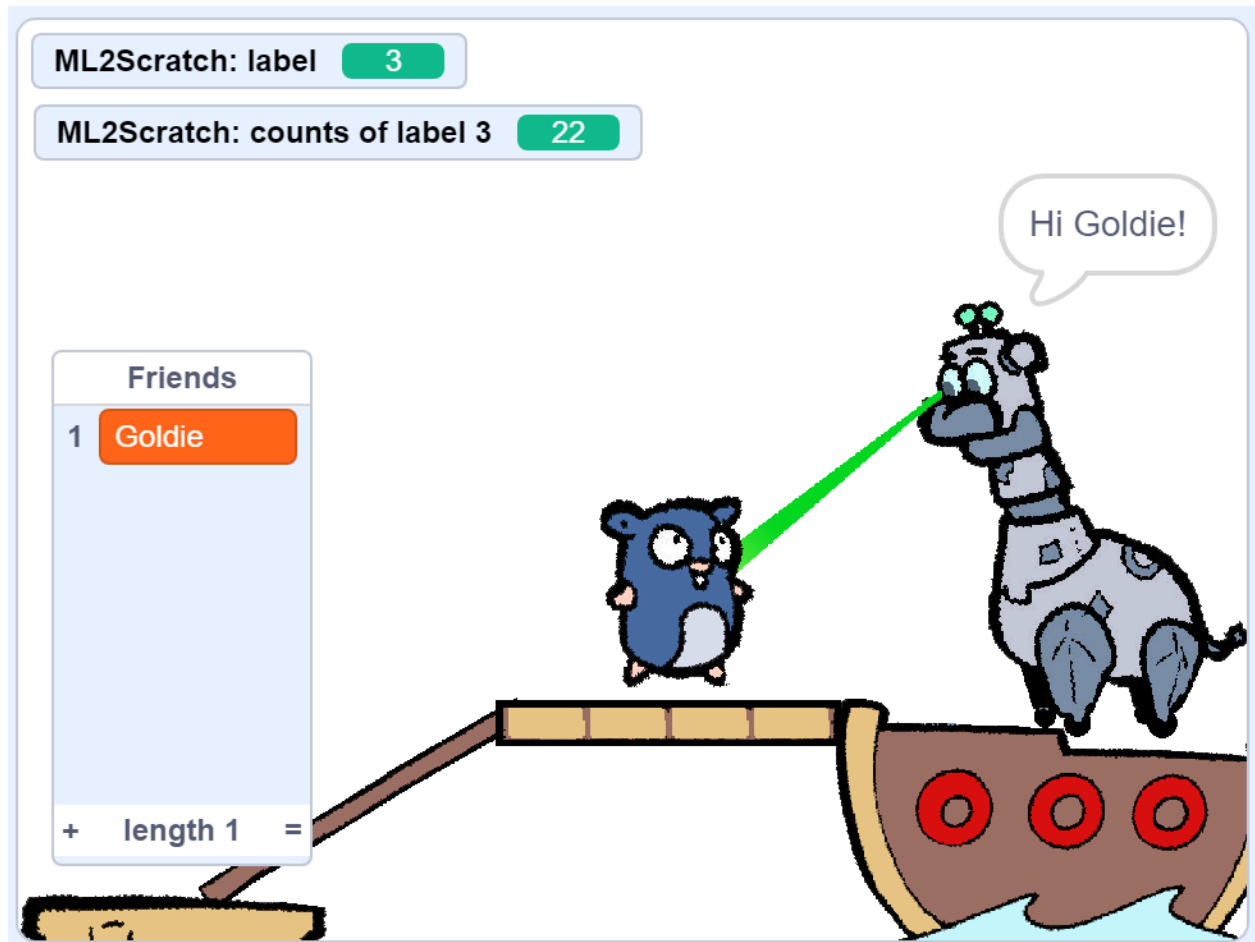 ML2Scratch: label 3
ML2Scratch: counts of label 3 22
Hi Goldie!
Friends
1 Goldie
+ length 1 =